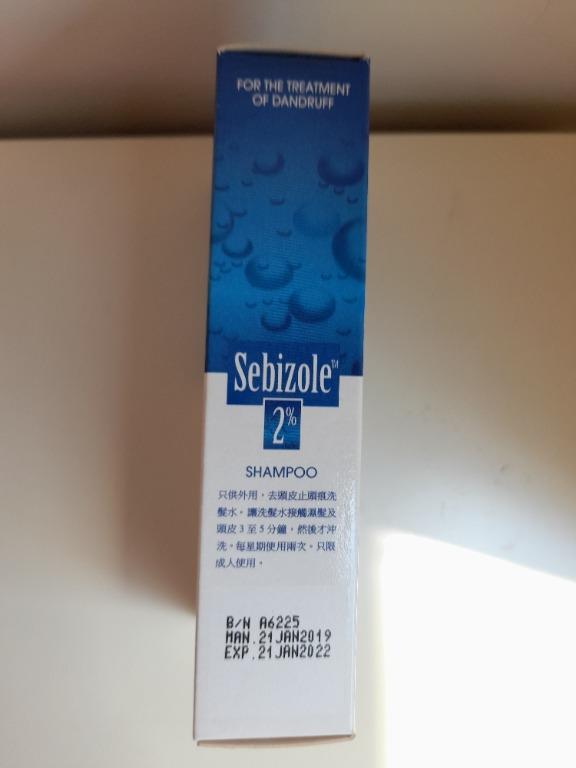 FOR THE TREATMENT
OF DANDRUFF
Sebizole™
2%
SHAMPOO
只供外用，去頭皮止頭痕洗
髮水。讓洗髮水接觸濕髮及
頭皮3至5分鐘，然後才沖
洗。每星期使用兩次。只限
成人使用。
B/N A6225
MAN.21JAN2019
EXP.21JAN2022